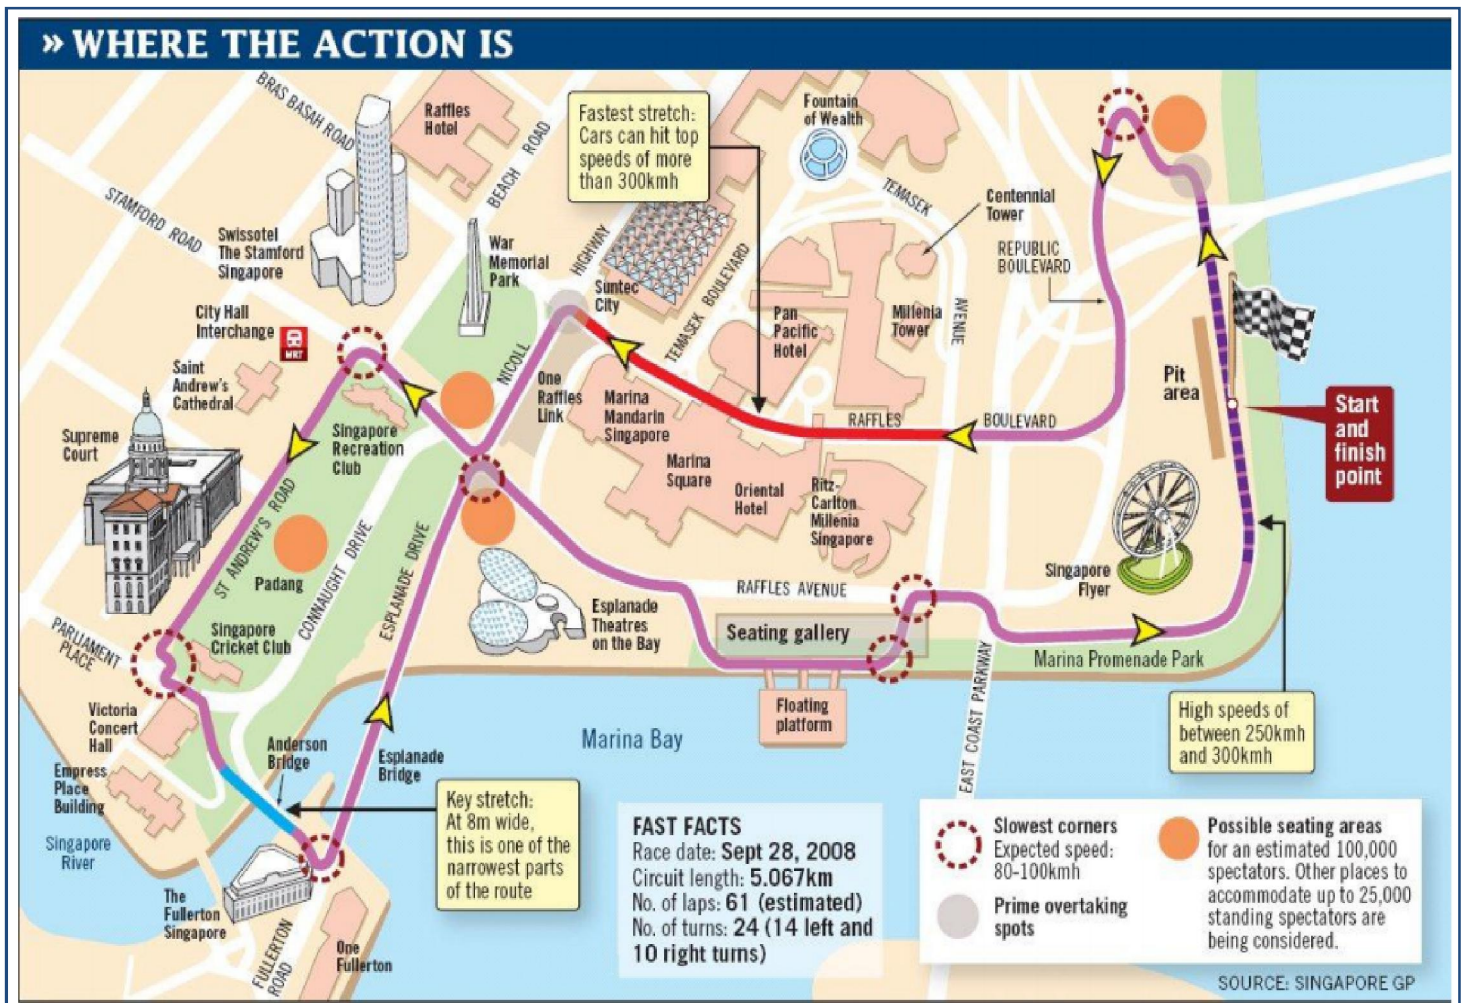 » WHERE THE ACTION IS
BRAS BASAH ROAD
Raffles
Hotel
BEACH ROAD
Fastest stretch:
Cars can hit top
speeds of more
than 300kmh
Fountain
of Wealth
TEMASEK
AVENUE
Centennial
Tower
REPUBLIC
BOULEVARD
STAMFORD ROAD
Swissotel
The Stamford
Singapore
War
Memorial
Park
NICOLL
HIGHWAY
Suntec
City
TEMASEK BOULEVARD
Pan
Pacific
Hotel
Millenia
Tower
City Hall
Interchange
MRT
Saint
Andrew's
Cathedral
One
Raffles
Link
Marina
Mandarin
Singapore
RAFFLES
BOULEVARD
Pit
area
Start
and
finish
point
Supreme
Court
Singapore
Recreation
Club
Marina
Square
Oriental
Hotel
Ritz-
Carlton
Millenia
Singapore
ST ANDREW'S ROAD
Padang
CONNAUGHT DRIVE
ESPLANADE DRIVE
Singapore
Flyer
RAFFLES AVENUE
Esplanade
Theatres
on the Bay
Seating gallery
PARLIAMENT
PLACE
Singapore
Cricket Club
Marina Promenade Park
EAST COAST PARKWAY
Floating
platform
Marina Bay
High speeds of
between 250kmh
and 300kmh
Victoria
Concert
Hall
Anderson
Bridge
Esplanade
Bridge
Empress
Place
Building
Singapore
River
Key stretch:
At 8m wide,
this is one of the
narrowest parts
of the route
The
Fullerton
Singapore
FULLERTON
ROAD
One
Fullerton
FAST FACTS
Race date: Sept 28, 2008
Circuit length: 5.067km
No. of laps: 61 (estimated)
No. of turns: 24 (14 left and
10 right turns)
Slowest corners
Expected speed:
80-100kmh
Prime overtaking
spots
Possible seating areas
for an estimated 100,000
spectators. Other places to
accommodate up to 25,000
standing spectators are
being considered.
SOURCE: SINGAPORE GP